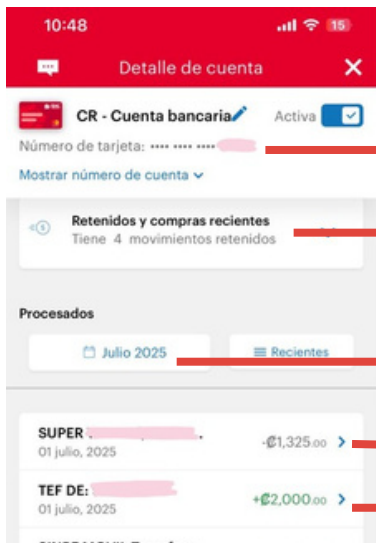 10:48
15
Detalle de cuenta
CR - Cuenta bancaria
Activa
Número de tarjeta: •••• •••• ••••
Mostrar número de cuenta
Retenidos y compras recientes
Tiene 4 movimientos retenidos
Procesados
Julio 2025
Recientes
SUPER
-₡1,325.00
01 julio, 2025
TEF DE:
+₡2,000.00
01 julio, 2025